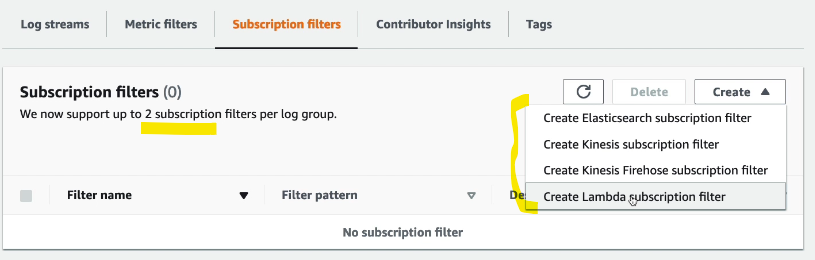 Log streams
Metric filters
Subscription filters
Contributor Insights
Tags
Subscription filters (0)
Delete
Create
We now support up to 2 subscription filters per log group.
Create Elasticsearch subscription filter
Create Kinesis subscription filter
Create Kinesis Firehose subscription filter
Create Lambda subscription filter
Filter name
Filter pattern
No subscription filter